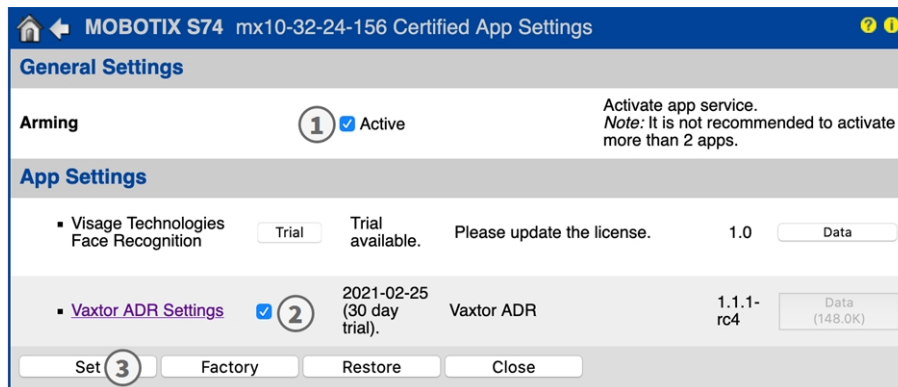 MOBOTIX S74 mx10-32-24-156 Certified App Settings ? i
General Settings
Arming
1
Active
Activate app service.
Note: It is not recommended to activate
more than 2 apps.
App Settings
Visage Technologies
Face Recognition
Trial
Trial
available.
Please update the license.
1.0
Data
Vaxtor ADR Settings
2
2021-02-25
(30 day
trial).
Vaxtor ADR
1.1.1-
rc4
Data
(148.0K)
Set 3 Factory Restore Close